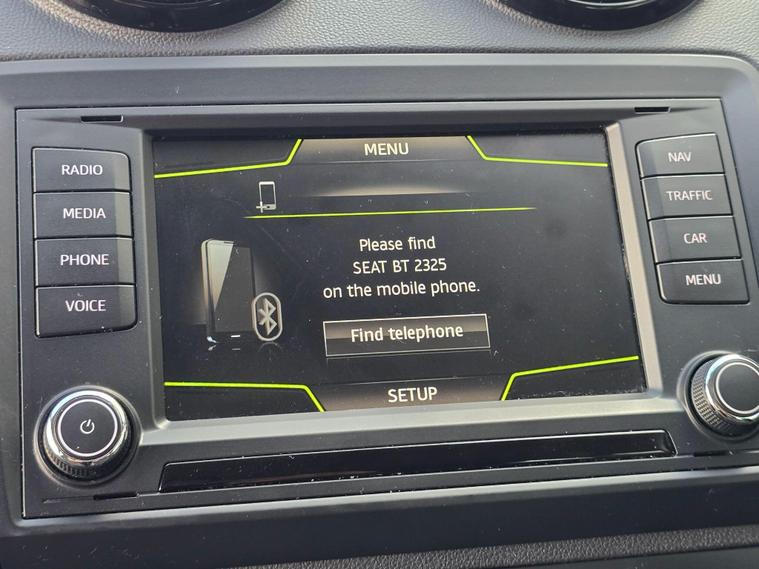 MENU
Please find
SEAT BT 2325
on the mobile phone.
Find telephone
SETUP
RADIO
MEDIA
PHONE
VOICE
NAV
TRAFFIC
CAR
MENU